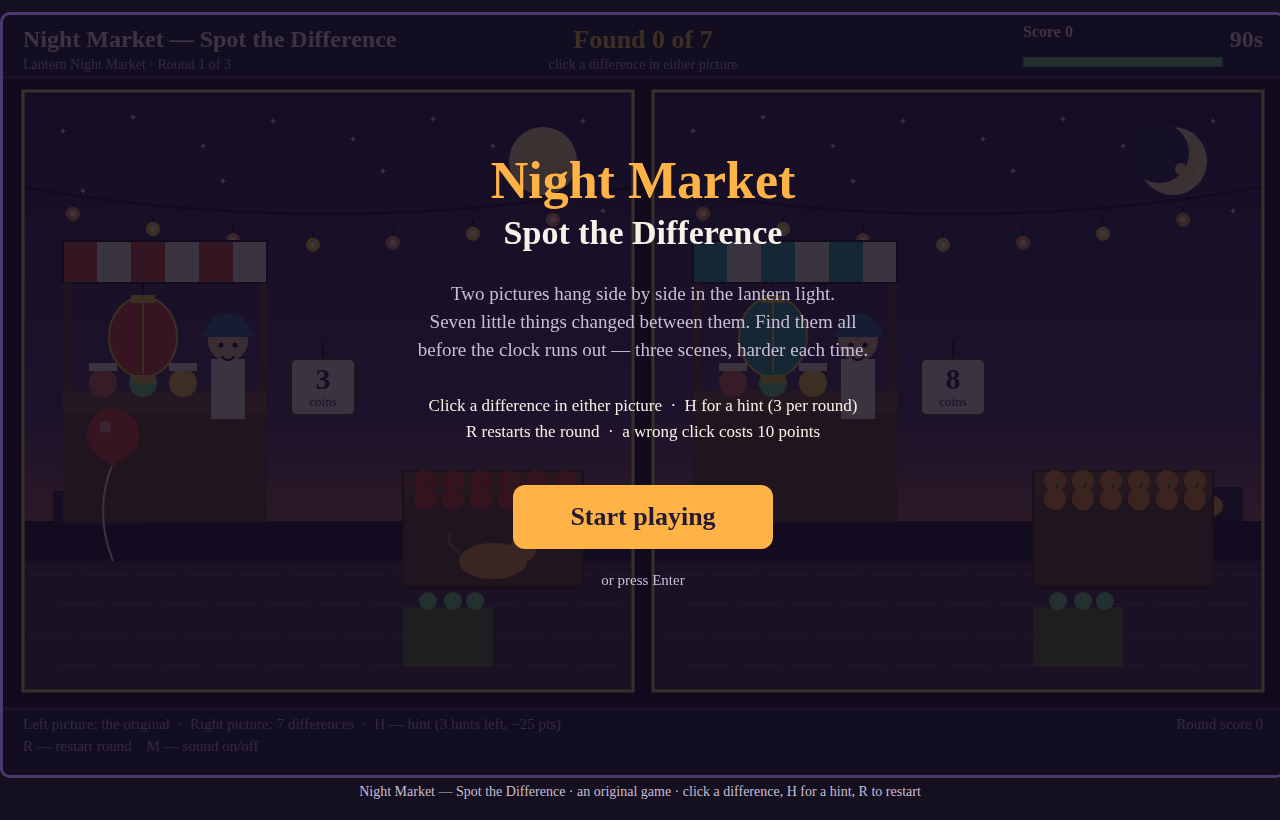 Night Market — Spot the Difference
Lantern Night Market · Round 1 of 3
Found 0 of 7
click a difference in either picture
Score 0
90s
Night Market
Spot the Difference
Two pictures hang side by side in the lantern light.
Seven little things changed between them. Find them all
before the clock runs out — three scenes, harder each time.
3
coins
8
coins
Click a difference in either picture · H for a hint (3 per round)
R restarts the round · a wrong click costs 10 points
Start playing
or press Enter
Left picture: the original · Right picture: 7 differences · H — hint (3 hints left, −25 pts)
Round score 0
R — restart round M — sound on/off
Night Market — Spot the Difference · an original game · click a difference, H for a hint, R to restart